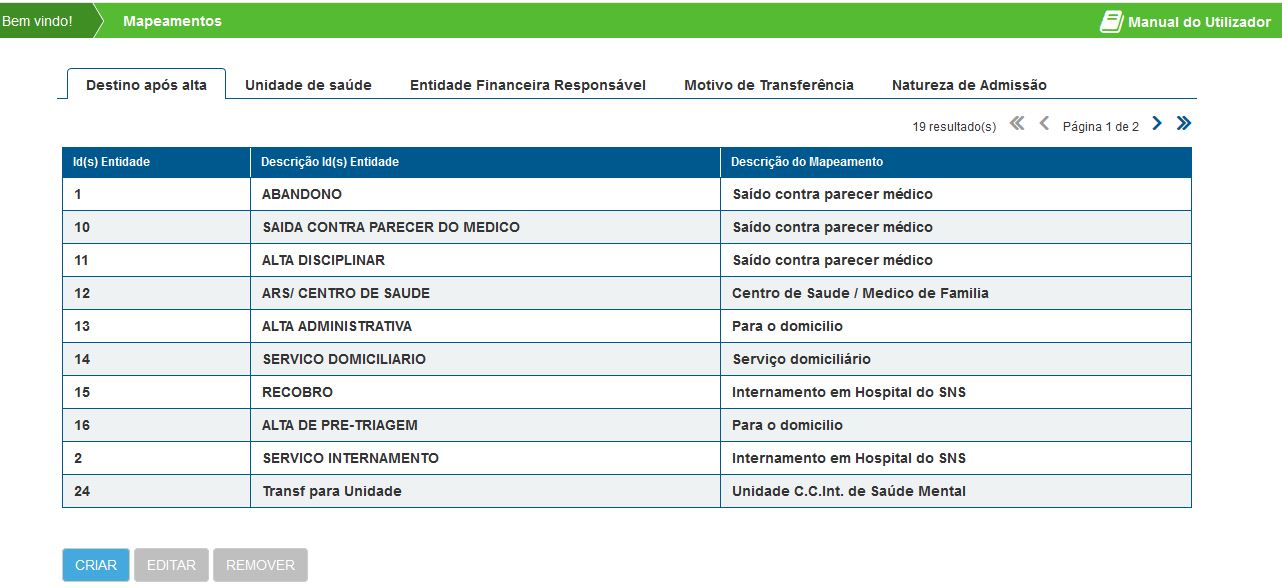 Bem vindo! Mapeamentos Manual do Utilizador
Destino após alta Unidade de saúde Entidade Financeira Responsável Motivo de Transferência Natureza de Admissão
19 resultado(s) Página 1 de 2
Id(s) Entidade Descrição Id(s) Entidade Descrição do Mapeamento
1 ABANDONO Saído contra parecer médico
10 SAIDA CONTRA PARECER DO MEDICO Saído contra parecer médico
11 ALTA DISCIPLINAR Saído contra parecer médico
12 ARS/ CENTRO DE SAUDE Centro de Saude / Medico de Familia
13 ALTA ADMINISTRATIVA Para o domicilio
14 SERVICO DOMICILIARIO Serviço domiciliário
15 RECOBRO Internamento em Hospital do SNS
16 ALTA DE PRE-TRIAGEM Para o domicilio
2 SERVICO INTERNAMENTO Internamento em Hospital do SNS
24 Transf para Unidade Unidade C.C.Int. de Saúde Mental
CRIAR EDITAR REMOVER